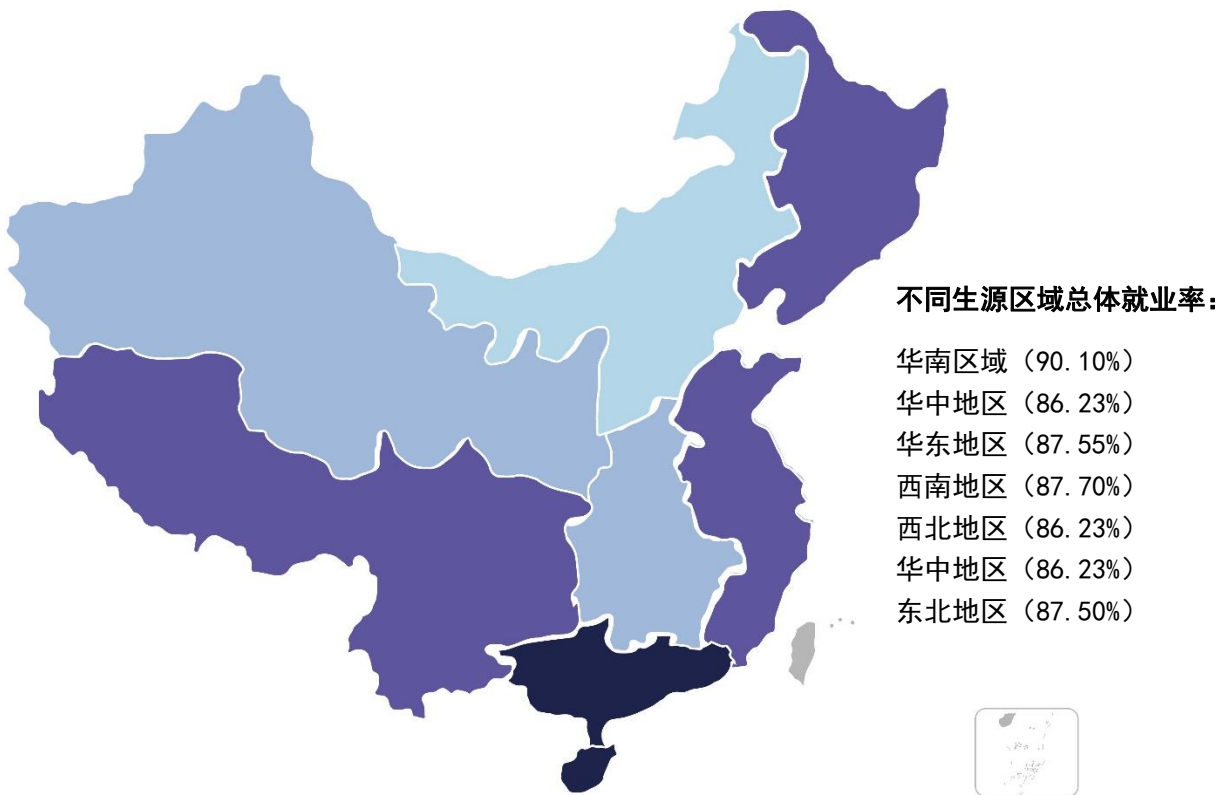 不同生源区域总体就业率：
华南区域（90.10%）
华中地区（86.23%）
华东地区（87.55%）
西南地区（87.70%）
西北地区（86.23%）
华中地区（86.23%）
东北地区（87.50%）